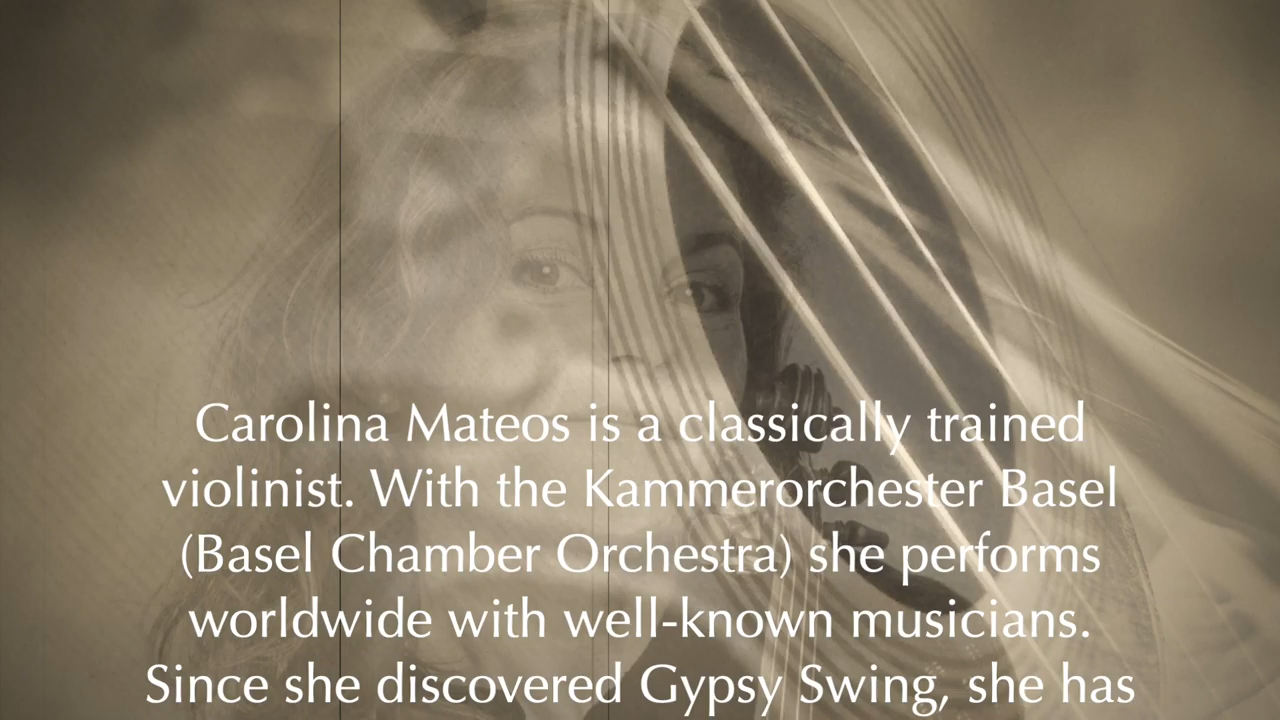 Carolina Mateos is a classically trained
violinist. With the Kammerorchester Basel
(Basel Chamber Orchestra) she performs
worldwide with well-known musicians.
Since she discovered Gypsy Swing, she has